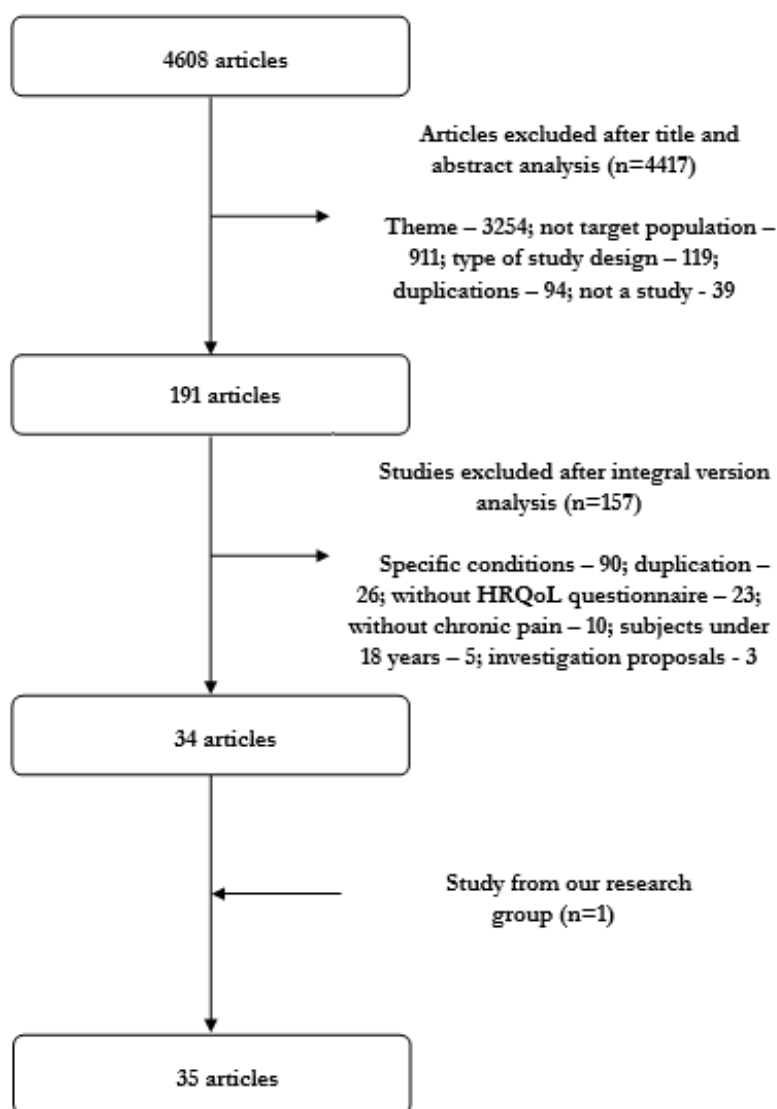 4608 articles
Articles excluded after title and
abstract analysis (n=4417)
Theme – 3254; not target population –
911; type of study design – 119;
duplications – 94; not a study - 39
191 articles
Studies excluded after integral version
analysis (n=157)
Specific conditions – 90; duplication –
26; without HRQoL questionnaire – 23;
without chronic pain – 10; subjects under
18 years – 5; investigation proposals - 3
34 articles
Study from our research
group (n=1)
35 articles